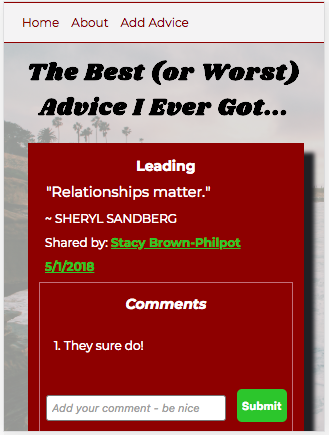 Home About Add Advice
The Best (or Worst)
Advice I Ever Got...
Leading
"Relationships matter."
~ SHERYL SANDBERG
Shared by: Stacy Brown-Philpot
5/1/2018
Comments
1. They sure do!
Add your comment - be nice Submit